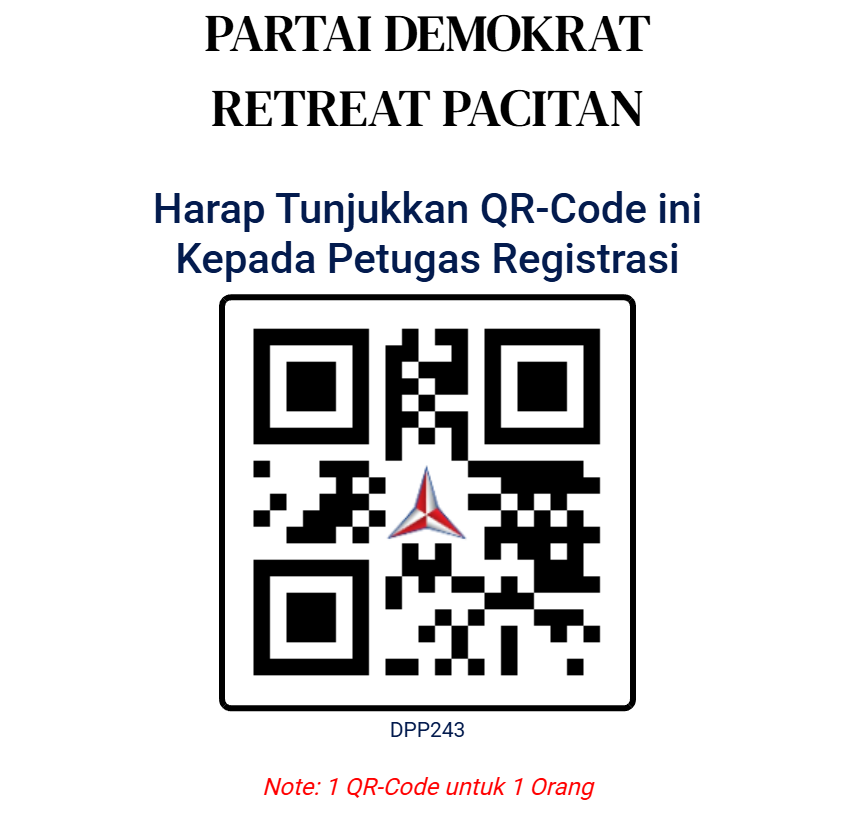 PARTAI DEMOKRAT
RETREAT PACITAN
Harap Tunjukkan QR-Code ini
Kepada Petugas Registrasi
DPP243
Note: 1 QR-Code untuk 1 Orang